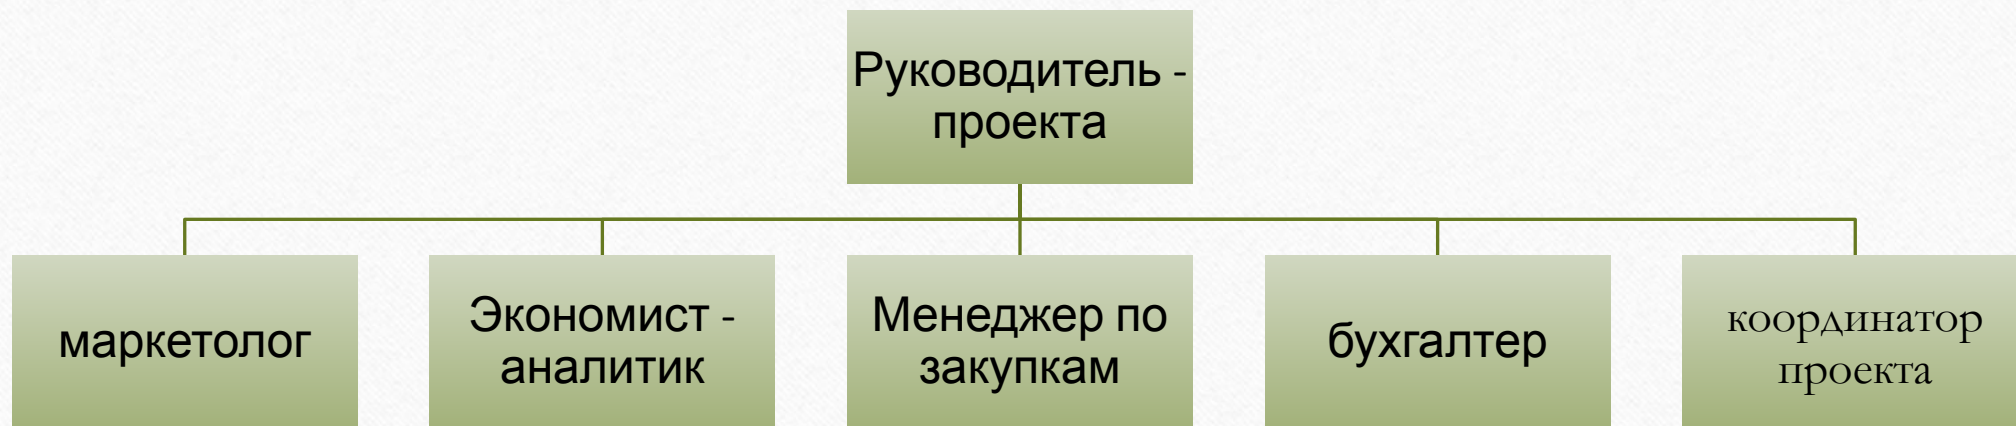 Руководитель -
проекта
маркетолог
Экономист -
аналитик
Менеджер по
закупкам
бухгалтер
координатор
проекта